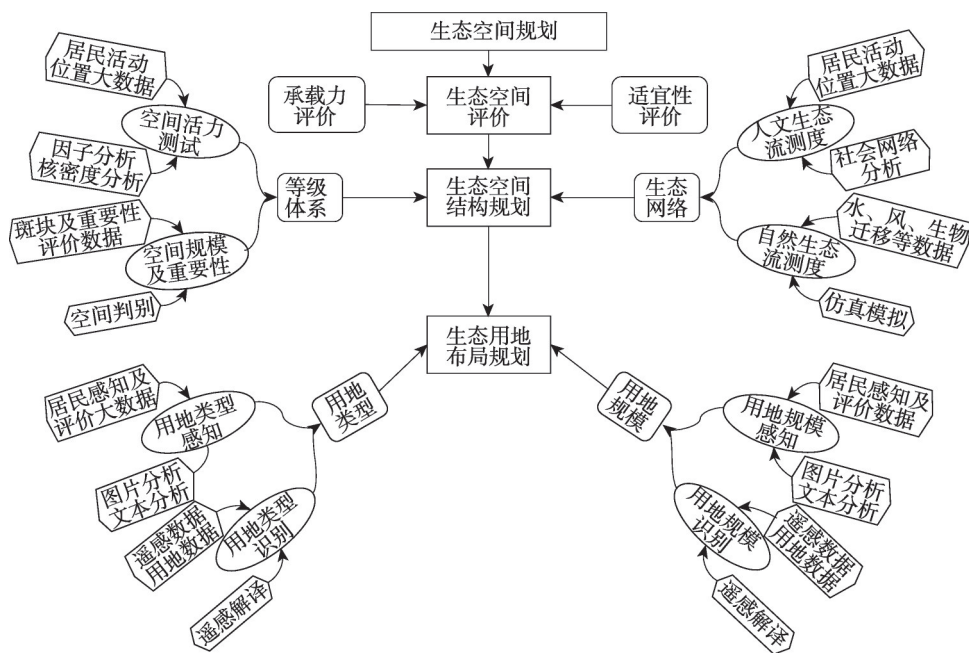 生态空间规划
居民活动
位置大数据
居民活动
位置大数据
承载力
评价
生态空间
评价
适宜性
评价
空间活力
测试
人文生态
流测度
因子分析
核密度分析
社会网络
分析
等级
体系
生态空间
结构规划
生态
网络
斑块及重要性
评价数据
水、风、生物
迁移等数据
空间规模
及重要性
自然生态
流测度
空间判别
仿真模拟
生态用地
布局规划
居民感知及
评价大数据
用地类型
感知
用地
类型
用地
规模
用地规模
感知
居民感知及
评价数据
图片分析
文本分析
图片分析
文本分析
遥感数据
用地数据
用地类型
识别
用地规模
识别
遥感数据
用地数据
遥感解译
遥感解译